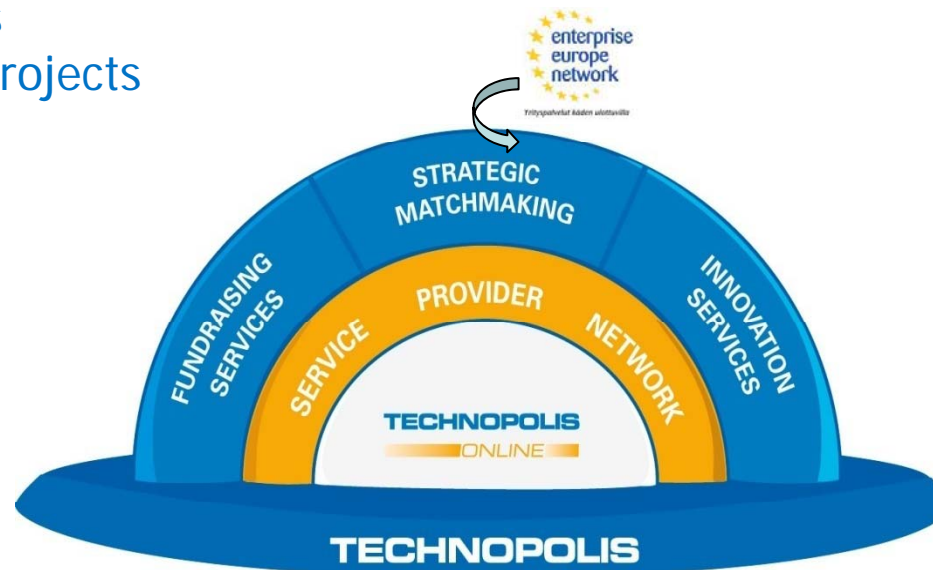 rojects
enterprise
europe
network
Yrityspalvelut käden ulottuvilla
STRATEGIC
MATCHMAKING
FUNDRAISING
SERVICES
INNOVATION
SERVICES
SERVICE PROVIDER NETWORK
TECHNOPOLIS
ONLINE
TECHNOPOLIS